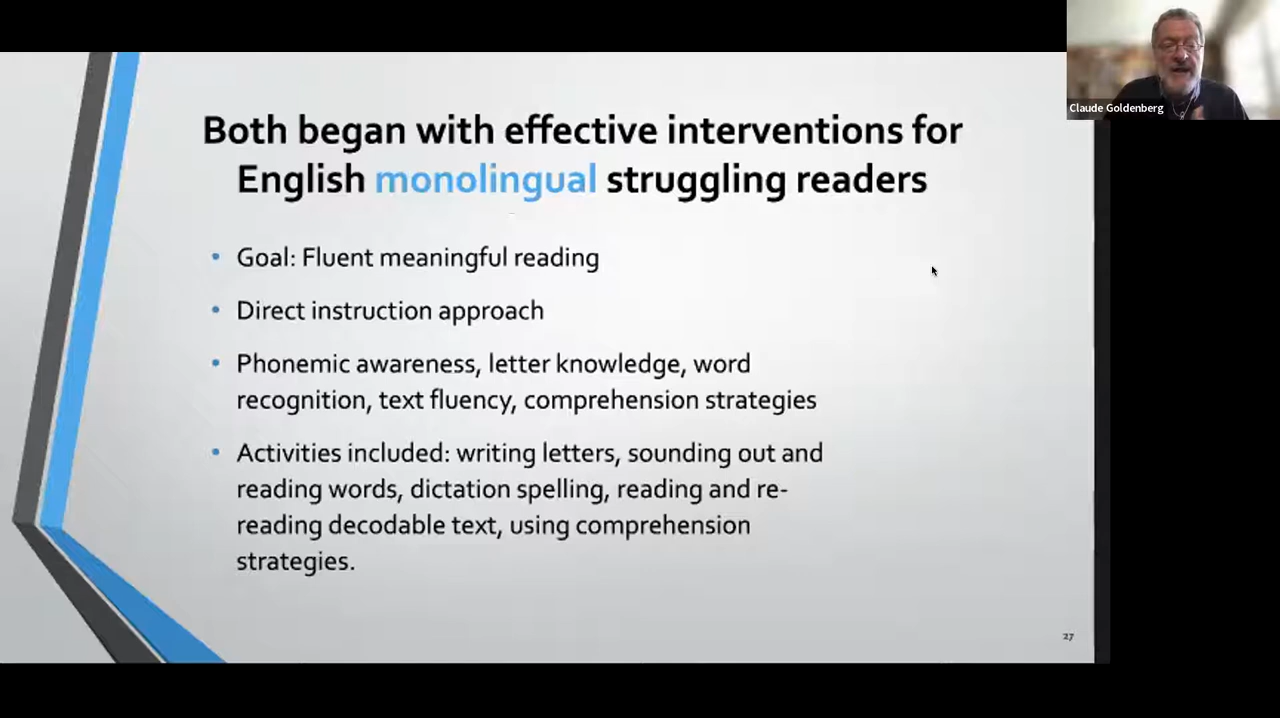 Claude Goldenberg
Both began with effective interventions for
English monolingual struggling readers
• Goal: Fluent meaningful reading
• Direct instruction approach
• Phonemic awareness, letter knowledge, word
recognition, text fluency, comprehension strategies
• Activities included: writing letters, sounding out and
reading words, dictation spelling, reading and re-
reading decodable text, using comprehension
strategies.
27